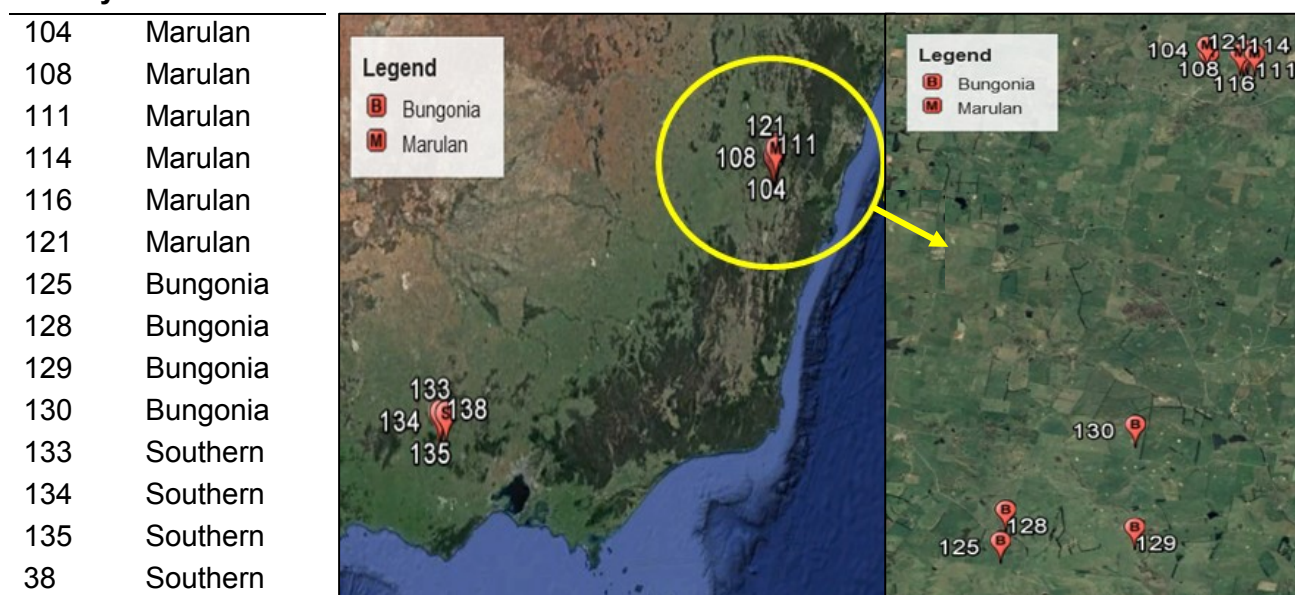 104 Marulan
108 Marulan
111 Marulan
114 Marulan
116 Marulan
121 Marulan
125 Bungonia
128 Bungonia
129 Bungonia
130 Bungonia
133 Southern
134 Southern
135 Southern
38 Southern
Legend
B Bungonia
M Marulan
121
108 M 111
104
133
134 S 138
135
Legend
B Bungonia
M Marulan
104 M 121 M 114
108 111
116
130 B
B 128
125 B
B 129